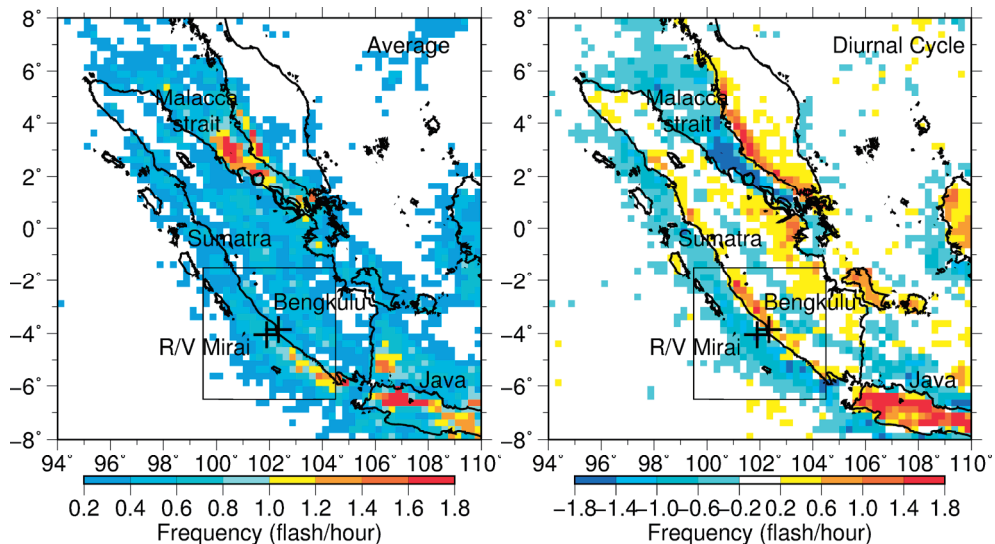 Average
Malacca
strait
Sumatra
Bengkulu
R/V Mirai
Java
8°
6°
4°
2°
0°
−2°
−4°
−6°
−8°
94° 96° 98° 100° 102° 104° 106° 108° 110°
0.2 0.4 0.6 0.8 1.0 1.2 1.4 1.6 1.8
Frequency (flash/hour)
Diurnal Cycle
Malacca
strait
Sumatra
Bengkulu
R/V Mirai
Java
8°
6°
4°
2°
0°
−2°
−4°
−6°
−8°
94° 96° 98° 100° 102° 104° 106° 108° 110°
−1.8−1.4−1.0−0.6−0.2 0.2 0.6 1.0 1.4 1.8
Frequency (flash/hour)